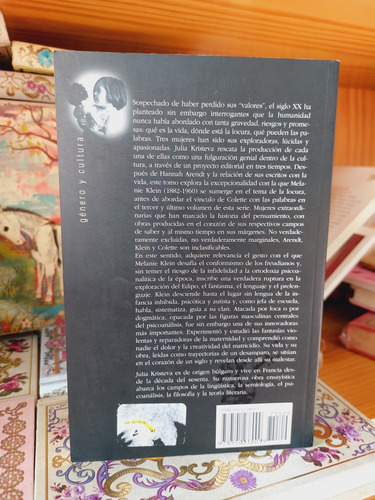 género y cultura
Sospechado de haber perdido sus "valores", el siglo XX ha
planteado sin embargo interrogantes que la humanidad
nunca había abordado con tanta gravedad, riesgos y prome-
sas: qué es la vida, dónde está la locura, qué pueden las pa-
labras. Tres mujeres han sido sus exploradoras, lúcidas y
apasionadas. Julia Kristeva rescata la producción de cada
una de ellas como una fulguración genial dentro de la cultu-
ra, a través de un proyecto editorial en tres tiempos. Des-
pués de Hannah Arendt y la relación de sus escritos con la
vida, este tomo explora la excepcionalidad con la que Mela-
nie Klein (1882-1960) se sumerge en el tema de la locura,
antes de abordar el vínculo de Colette con las palabras en
el tercer y último volumen de esta serie. Mujeres extraordi-
narias que han marcado la historia del pensamiento, con
obras producidas en el corazón de sus respectivos campos
de saber y al mismo tiempo en sus márgenes. No verdade-
ramente excluidas, no verdaderamente marginales, Arendt,
Klein y Colette son inclasificables.
En este sentido, adquiere relevancia el gesto con el que
Melanie Klein desafía el conformismo de los freudianos y,
sin temer el riesgo de la infidelidad a la ortodoxia psicoa-
nalítica de la época, inscribe una verdadera ruptura en la
exploración del Edipo, el fantasma, el lenguaje y el prelen-
guaje. Klein desciende hasta el lugar sin lengua de la in-
fancia inhibida, psicótica y autista y, como jefa de escuela,
habla, sistematiza, guía a su clan. Atacada por loca o por
dogmática, opacada por las figuras masculinas centrales
del psicoanálisis, fue sin embargo una de sus innovadoras
más importantes. Experimentó y estudió las fantasías vio-
lentas y reparadoras de la maternidad y comprendió como
nadie el dolor y la creatividad del matricidio. Su vida y su
obra, leídas como trayectorias de un desamparo, se sitúan
en el corazón de un siglo y revelan desde allí su malestar.
Julia Kristeva es de origen búlgaro y vive en Francia des-
de la década del sesenta. Su numerosa obra ensayística
abarca los campos de la lingüística, la semiología, el psi-
coanálisis, la filosofía y la teoría literaria.